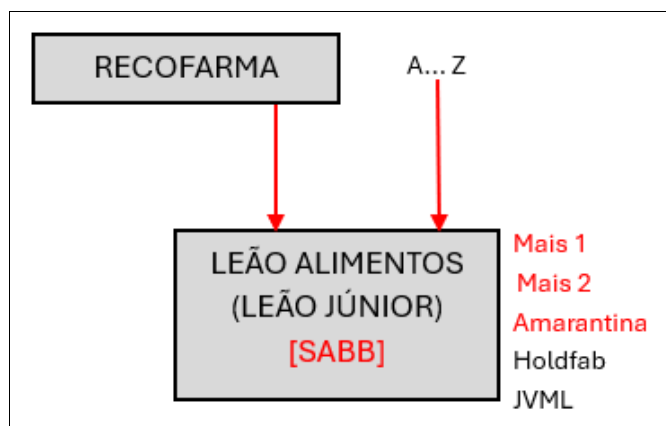 RECOFARMA
A... Z
LEÃO ALIMENTOS
(LEÃO JÚNIOR)
[SABB]
Mais 1
Mais 2
Amarantina
Holdfab
JVML